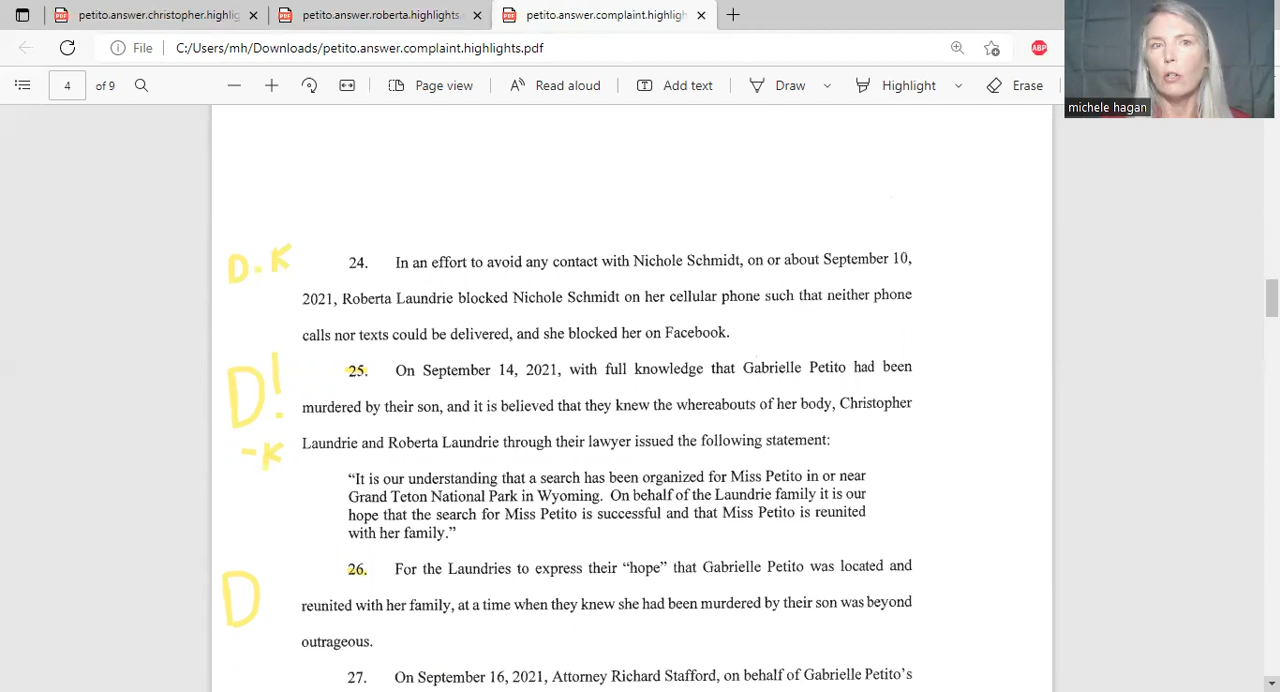 petito.answer.christopher.highlig
petito.answer.roberta.highlights.
petito.answer.complaint.highligh
File C:/Users/mh/Downloads/petito.answer.complaint.highlights.pdf
ABP
4 of 9 Page view Read aloud Add text Draw Highlight Erase
michele hagan
D - K
24. In an effort to avoid any contact with Nichole Schmidt, on or about September 10,
2021, Roberta Laundrie blocked Nichole Schmidt on her cellular phone such that neither phone
calls nor texts could be delivered, and she blocked her on Facebook.
D!
25. On September 14, 2021, with full knowledge that Gabrielle Petito had been
murdered by their son, and it is believed that they knew the whereabouts of her body, Christopher
- K
Laundrie and Roberta Laundrie through their lawyer issued the following statement:
“It is our understanding that a search has been organized for Miss Petito in or near
Grand Teton National Park in Wyoming. On behalf of the Laundrie family it is our
hope that the search for Miss Petito is successful and that Miss Petito is reunited
with her family.”
D
26. For the Laundries to express their “hope” that Gabrielle Petito was located and
reunited with her family, at a time when they knew she had been murdered by their son was beyond
outrageous.
27. On September 16, 2021, Attorney Richard Stafford, on behalf of Gabrielle Petito’s